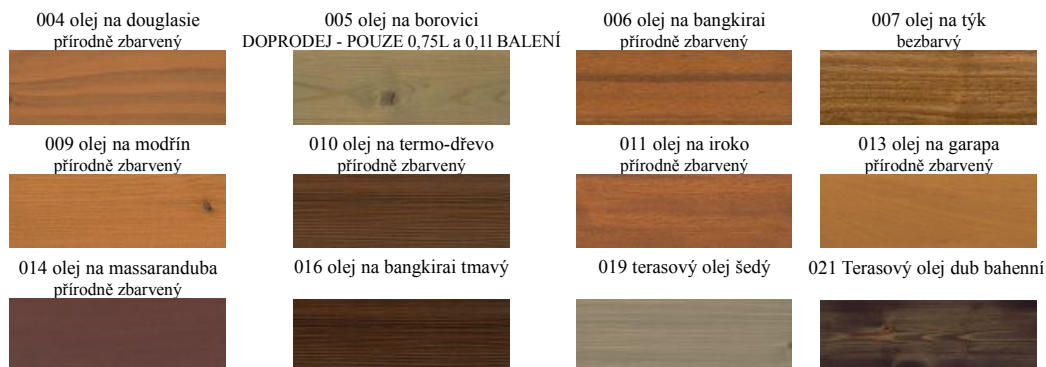 004 olej na douglasie
přírodně zbarvený
005 olej na borovici
DOPRODEJ - POUZE 0,75L a 0,1l BALENÍ
006 olej na bangkirai
přírodně zbarvený
007 olej na týk
bezbarvý
009 olej na modřín
přírodně zbarvený
010 olej na termo-dřevo
přírodně zbarvený
011 olej na iroko
přírodně zbarvený
013 olej na garapa
přírodně zbarvený
014 olej na massaranduba
přírodně zbarvený
016 olej na bangkirai tmavý
019 terasový olej šedý
021 Terasový olej dub bahenní